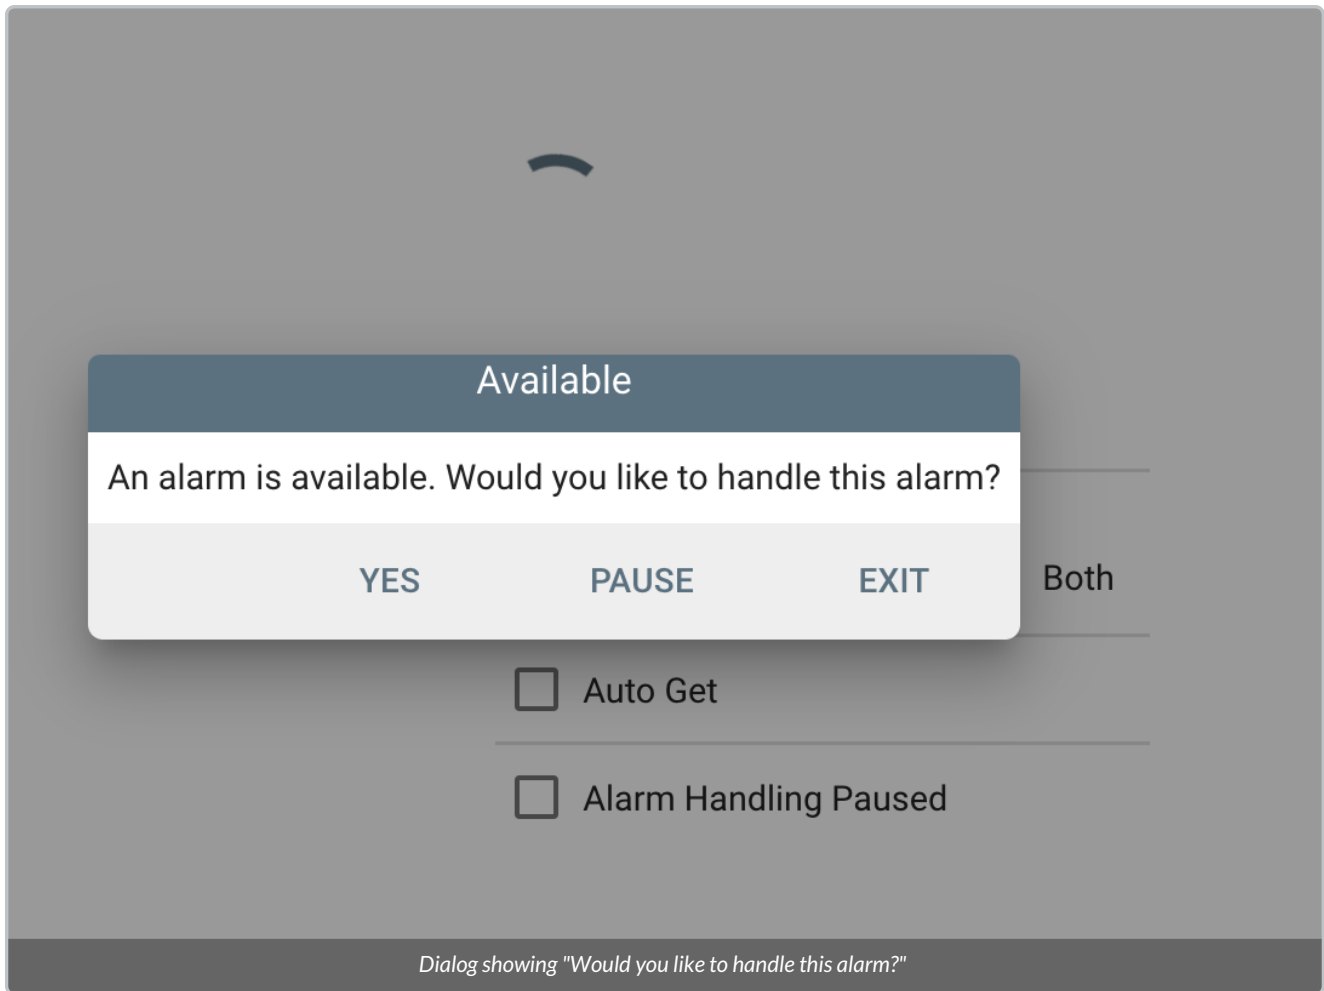 Available
An alarm is available. Would you like to handle this alarm?
YES PAUSE EXIT
Both
Auto Get
Alarm Handling Paused
Dialog showing "Would you like to handle this alarm?"